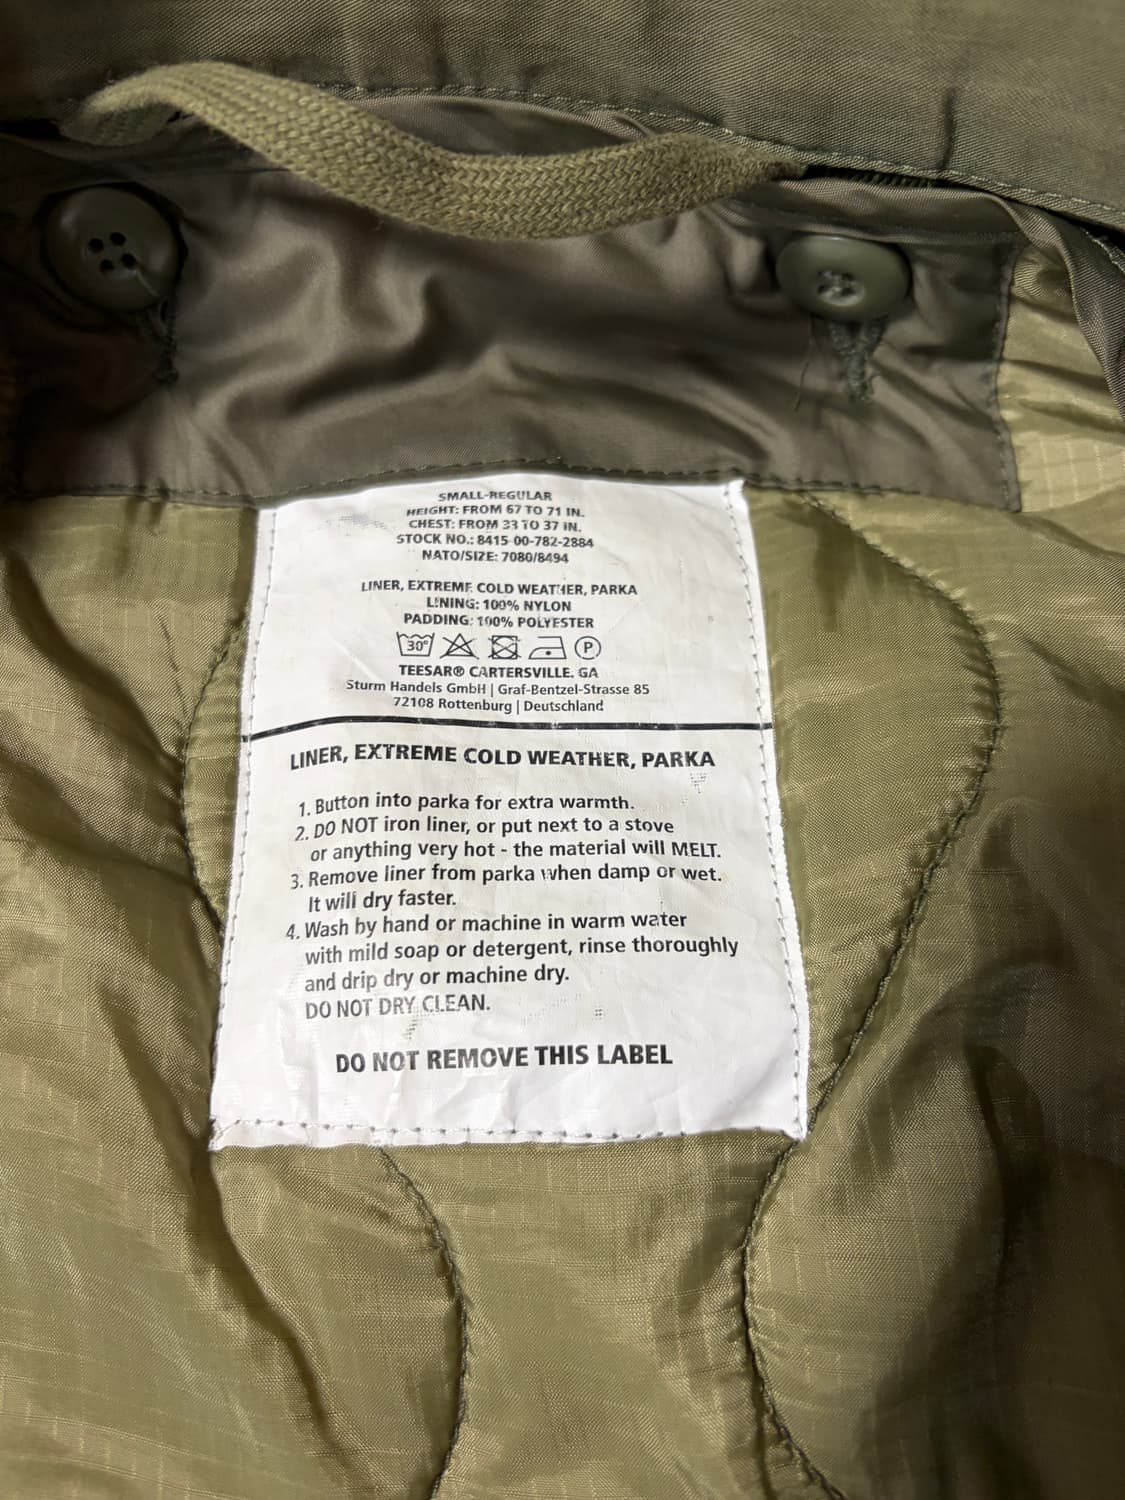 SMALL-REGULAR
HEIGHT: FROM 67 TO 71 IN.
CHEST: FROM 33 TO 37 IN.
STOCK NO.: 8415-00-782-2884
NATO/SIZE: 7080/8494
LINER, EXTREME COLD WEATHER, PARKA
LINING: 100% NYLON
PADDING: 100% POLYESTER
30° P
TEESAR® CARTERSVILLE. GA
Sturm Handels GmbH | Graf-Bentzel-Strasse 85
72108 Rottenburg | Deutschland
LINER, EXTREME COLD WEATHER, PARKA
1. Button into parka for extra warmth.
2. DO NOT iron liner, or put next to a stove
or anything very hot - the material will MELT.
3. Remove liner from parka when damp or wet.
It will dry faster.
4. Wash by hand or machine in warm water
with mild soap or detergent, rinse thoroughly
and drip dry or machine dry.
DO NOT DRY CLEAN.
DO NOT REMOVE THIS LABEL